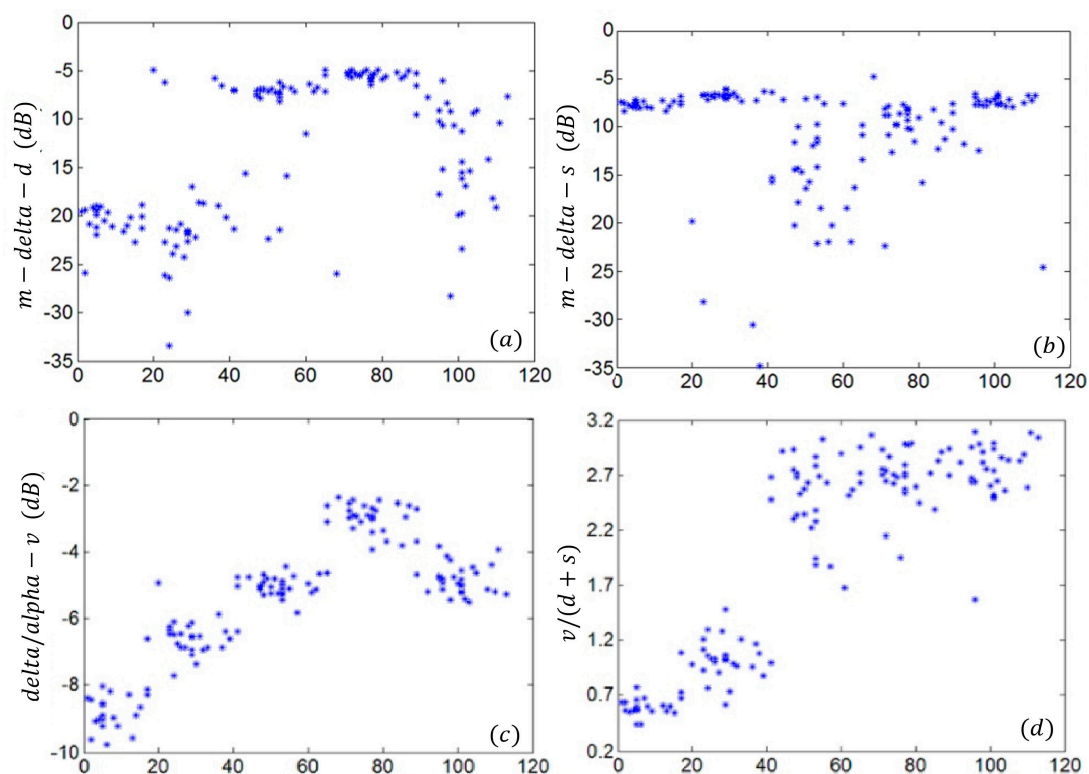 m − delta − d (dB)
0
-5
10
15
20
25
-30
-35
0 20 40 60 80 100 120
(a)
m − delta − s (dB)
0
-5
10
15
20
25
-30
-35
0 20 40 60 80 100 120
(b)
delta/alpha − v (dB)
0
-2
-4
-6
-8
-10
0 20 40 60 80 100 120
(c)
v/(d + s)
3.2
2.7
2.2
1.7
1.2
0.7
0.2
0 20 40 60 80 100 120
(d)